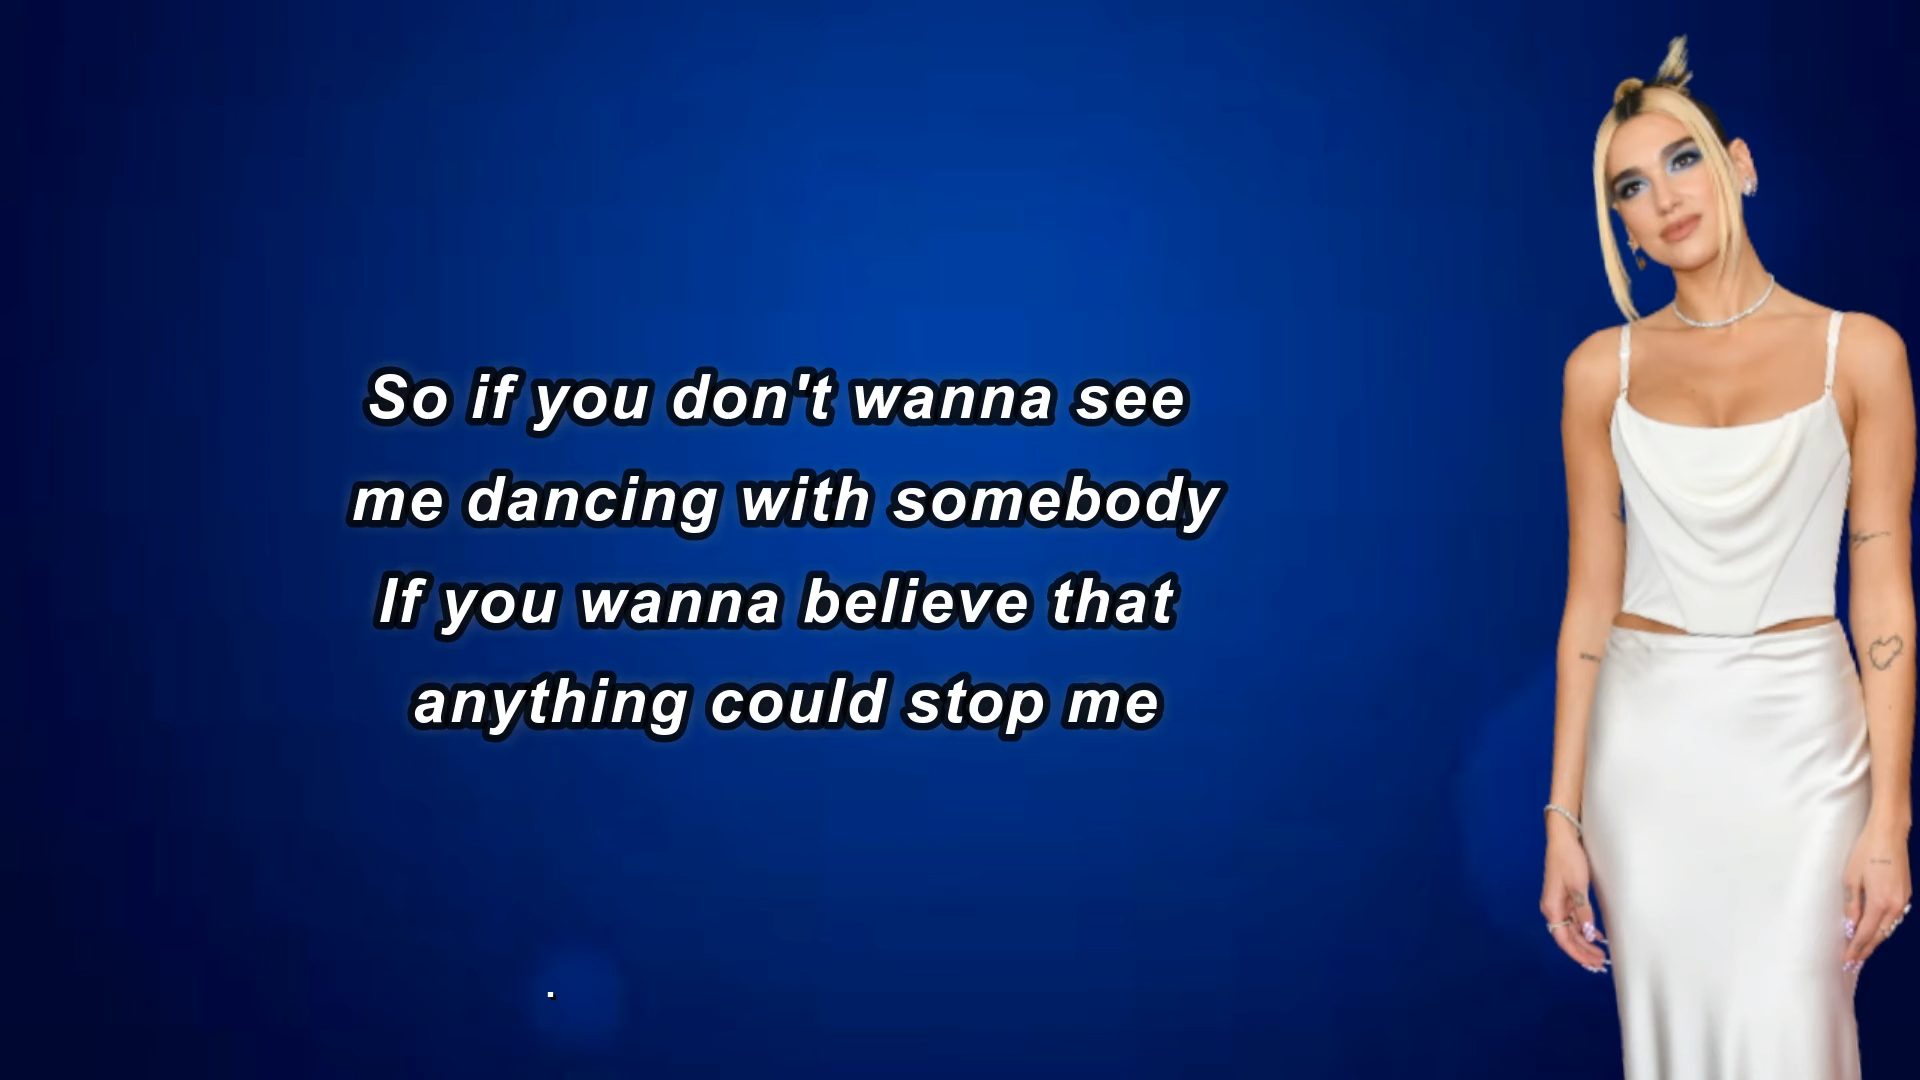 So if you don't wanna see
me dancing with somebody
If you wanna believe that
anything could stop me
.